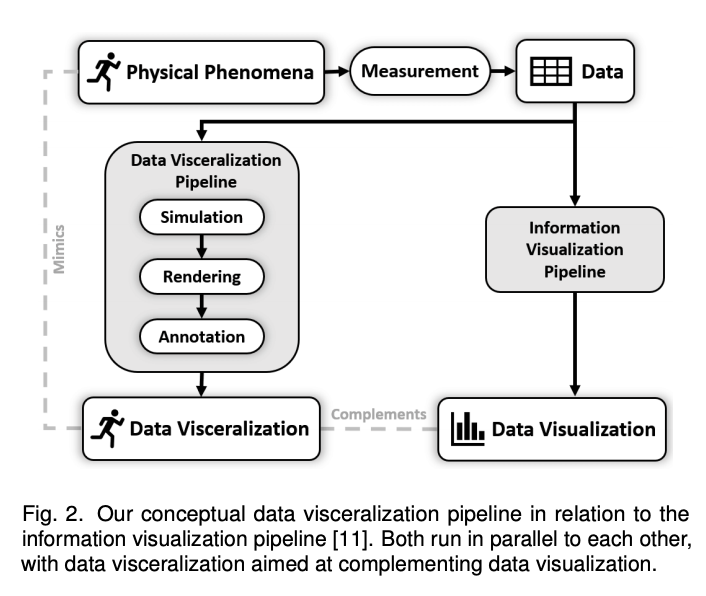 Physical Phenomena
Measurement
Data
Data Visceralization
Pipeline
Simulation
Rendering
Annotation
Information
Visualization
Pipeline
Mimics
Data Visceralization
Complements
Data Visualization
Fig. 2. Our conceptual data visceralization pipeline in relation to the
information visualization pipeline [11]. Both run in parallel to each other,
with data visceralization aimed at complementing data visualization.